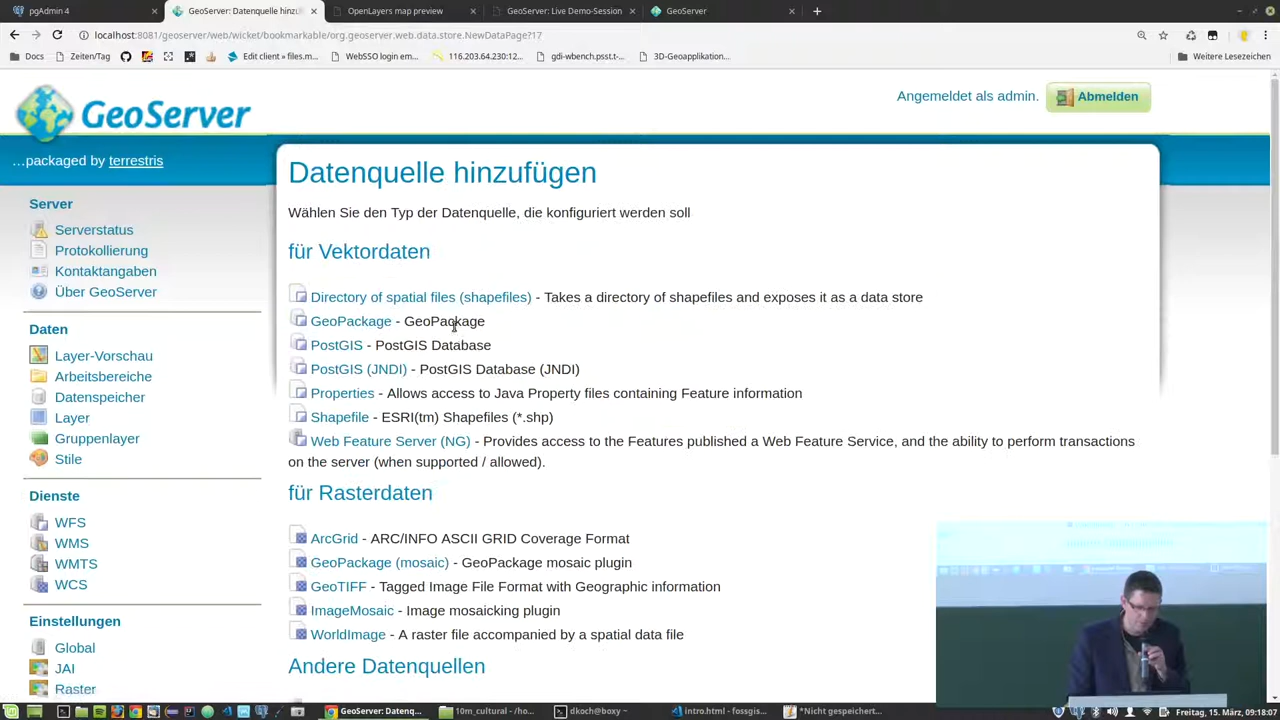 pgAdmin 4
GeoServer: Datenquelle hinzu
OpenLayers map preview
GeoServer: Live Demo-Session
GeoServer
localhost:8081/geoserver/web/wicket/bookmarkable/org.geoserver.web.data.store.NewDataPage?17
Docs
Zeiten/Tag
Edit client » files.m...
WebSSO login em...
116.203.64.230:12...
gdi-wbench.psst.t-...
3D-Geoapplikation...
Weitere Lesezeichen
GeoServer
Angemeldet als admin.
Abmelden
...packaged by terrestris
Server
Serverstatus
Protokollierung
Kontaktangaben
Über GeoServer
Daten
Layer-Vorschau
Arbeitsbereiche
Datenspeicher
Layer
Gruppenlayer
Stile
Dienste
WFS
WMS
WMTS
WCS
Einstellungen
Global
JAI
Raster
Datenquelle hinzufügen
Wählen Sie den Typ der Datenquelle, die konfiguriert werden soll
für Vektordaten
Directory of spatial files (shapefiles) - Takes a directory of shapefiles and exposes it as a data store
GeoPackage - GeoPackage
PostGIS - PostGIS Database
PostGIS (JNDI) - PostGIS Database (JNDI)
Properties - Allows access to Java Property files containing Feature information
Shapefile - ESRI(tm) Shapefiles (*.shp)
Web Feature Server (NG) - Provides access to the Features published a Web Feature Service, and the ability to perform transactions
on the server (when supported / allowed).
für Rasterdaten
ArcGrid - ARC/INFO ASCII GRID Coverage Format
GeoPackage (mosaic) - GeoPackage mosaic plugin
GeoTIFF - Tagged Image File Format with Geographic information
ImageMosaic - Image mosaicking plugin
WorldImage - A raster file accompanied by a spatial data file
Andere Datenquellen
GeoServer: Datenq...
10m_cultural - /ho...
dkoch@boxy ~
intro.html - fossgis...
*Nicht gespeichert...
Freitag, 15. März, 09:18:07